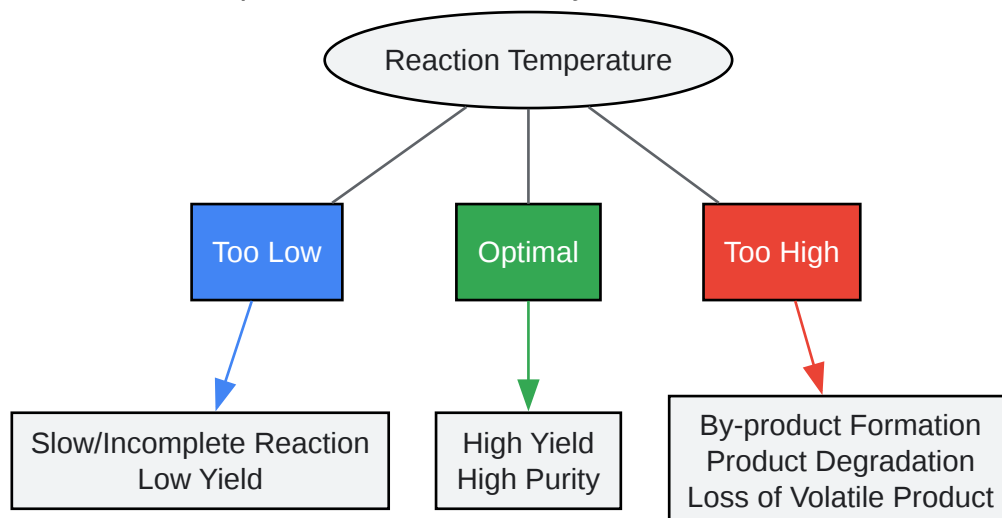 Reaction Temperature
Too Low
Optimal
Too High
Slow/Incomplete Reaction
Low Yield
High Yield
High Purity
By-product Formation
Product Degradation
Loss of Volatile Product